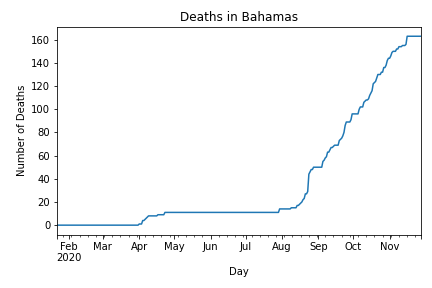 Deaths in Bahamas
Number of Deaths
160
140
120
100
80
60
40
20
0
Feb Mar Apr May Jun Jul Aug Sep Oct Nov
2020
Day